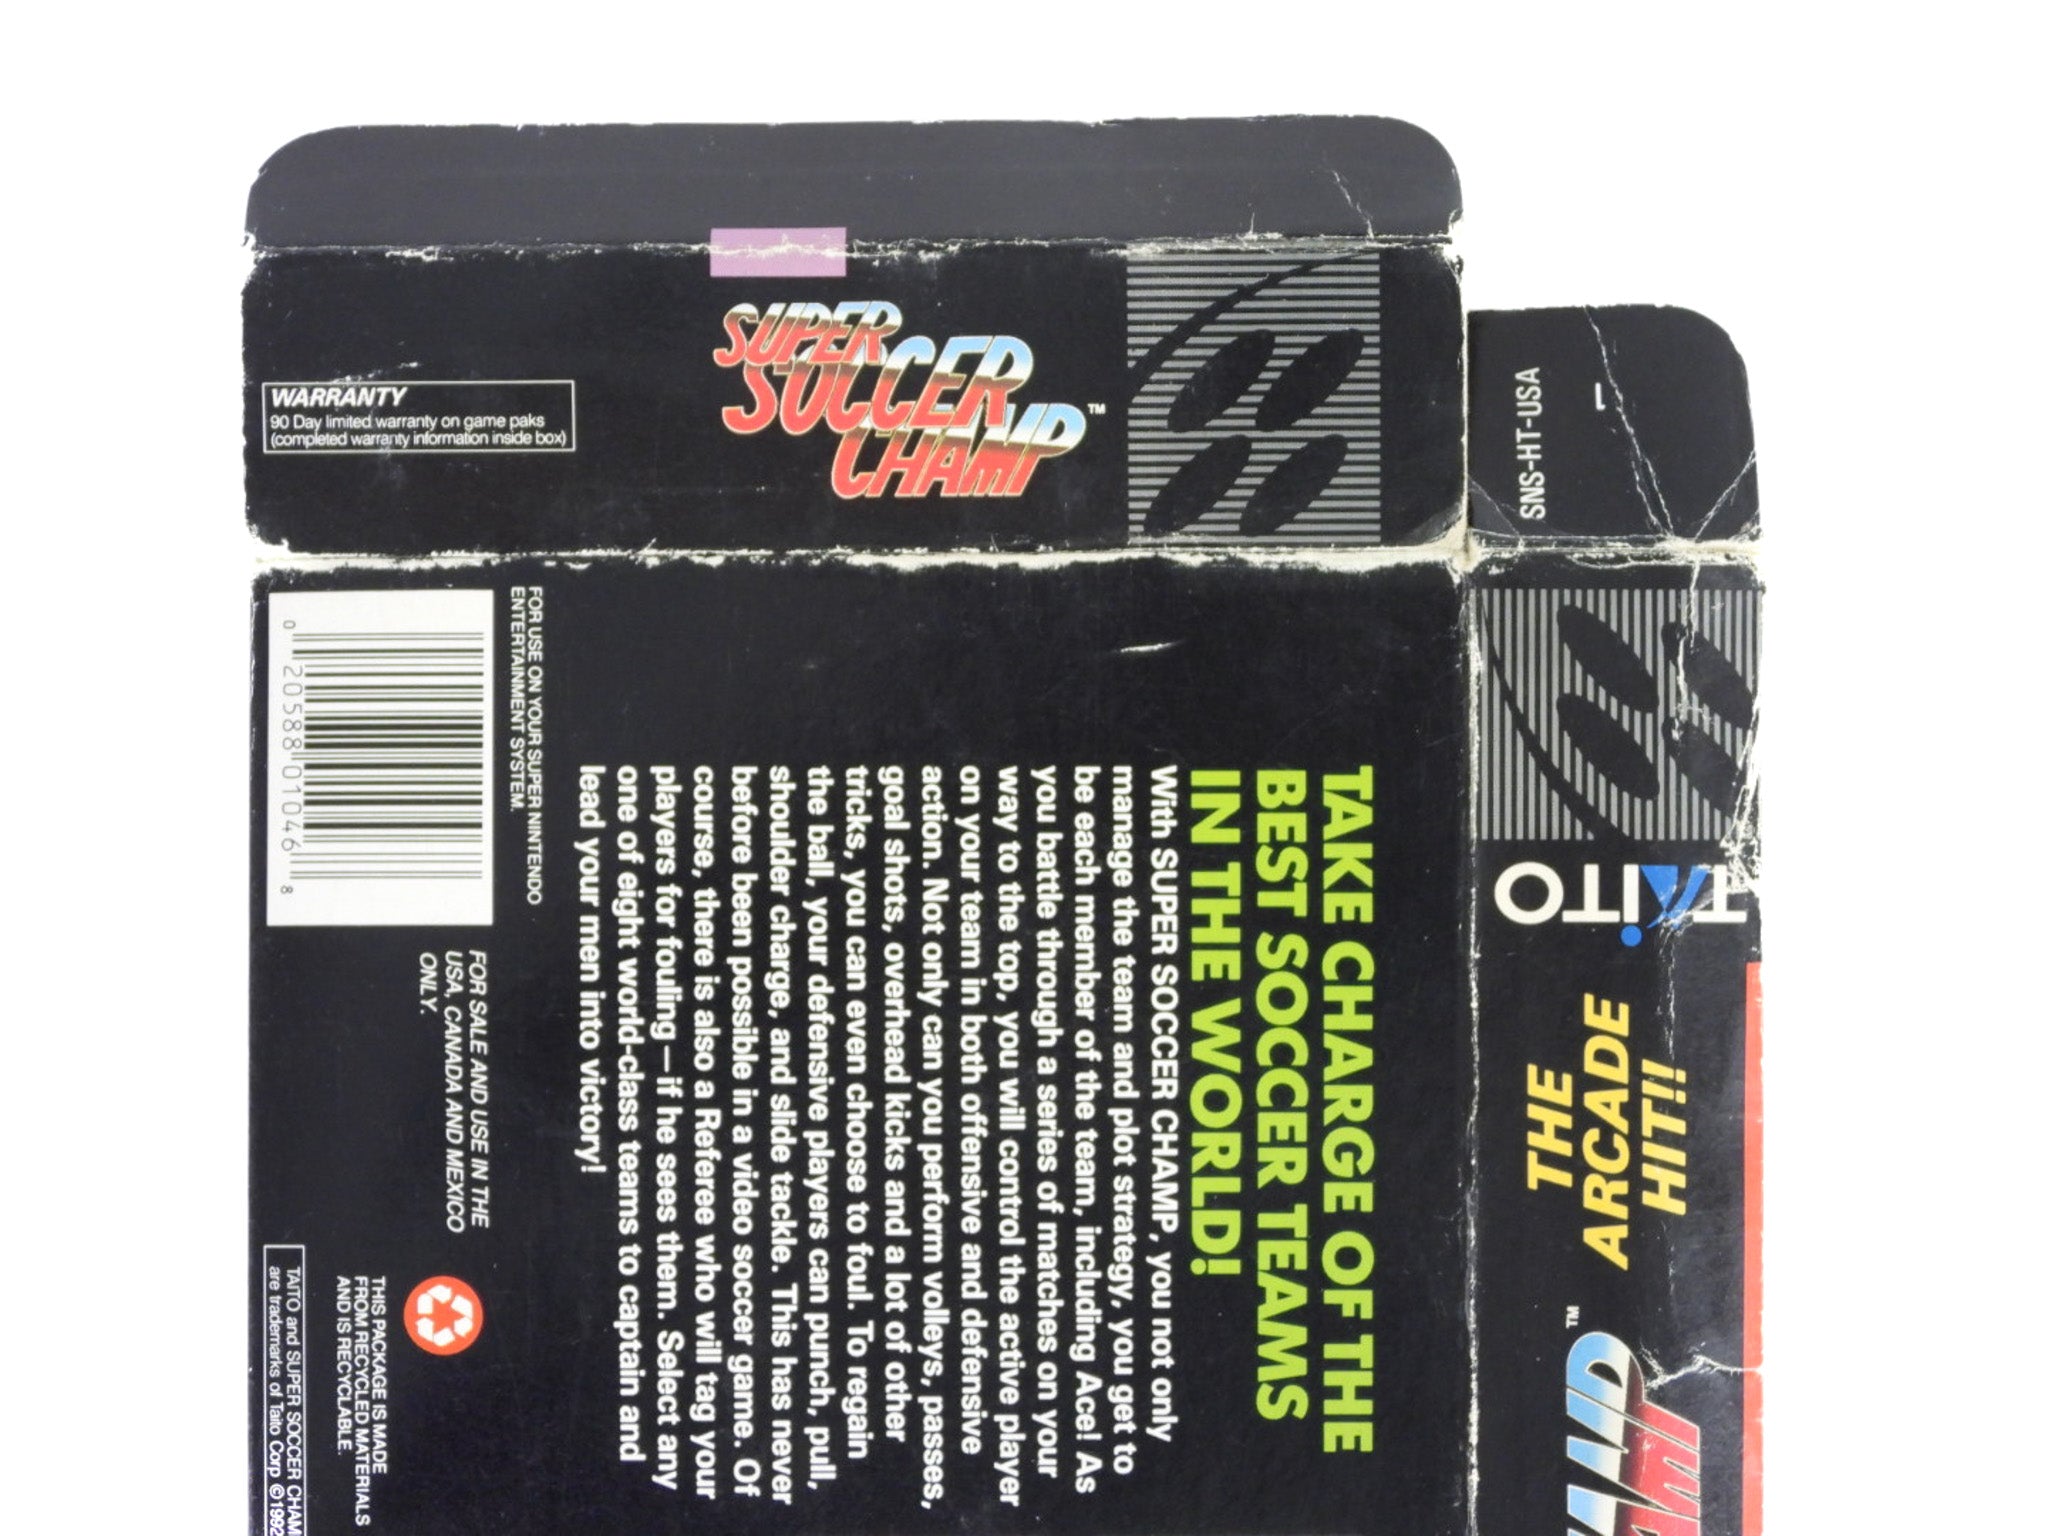 SUPER
SOCCER
CHAMP™
WARRANTY
90 Day limited warranty on game paks
(completed warranty information inside box)
SNS-HT-USA
1
TAKE CHARGE OF THE
BEST SOCCER TEAMS
IN THE WORLD!
With SUPER SOCCER CHAMP, you not only
manage the team and plot strategy, you get to
be each member of the team, including Ace! As
you battle through a series of matches on your
way to the top, you will control the active player
on your team in both offensive and defensive
action. Not only can you perform volleys, passes,
goal shots, overhead kicks and a lot of other
tricks, you can even choose to foul. To regain
the ball, your defensive players can punch, pull,
shoulder charge, and slide tackle. This has never
before been possible in a video soccer game. Of
course, there is also a Referee who will tag your
players for fouling—if he sees them. Select any
one of eight world-class teams to captain and
lead your men into victory!
FOR USE ON YOUR SUPER NINTENDO
ENTERTAINMENT SYSTEM.
0 20588 01046 8
FOR SALE AND USE IN THE
USA, CANADA AND MEXICO
ONLY.
THIS PACKAGE IS MADE
FROM RECYCLED MATERIALS
AND IS RECYCLABLE.
TAITO and SUPER SOCCER CHAM
are trademarks of Taito Corp ©1992
TAITO
THE
ARCADE
HIT!!
TM